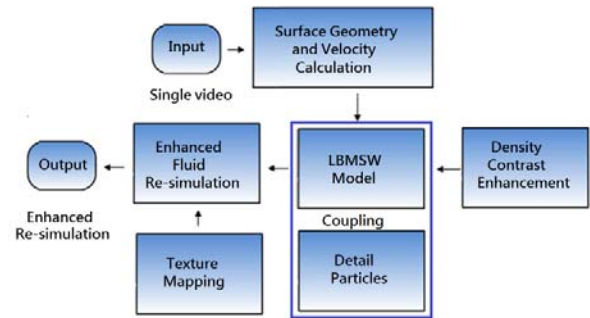 Input
Single video
Surface Geometry
and Velocity
Calculation
Output
Enhanced
Re-simulation
Enhanced
Fluid
Re-simulation
LBMSW
Model
Coupling
Detail
Particles
Density
Contrast
Enhancement
Texture
Mapping